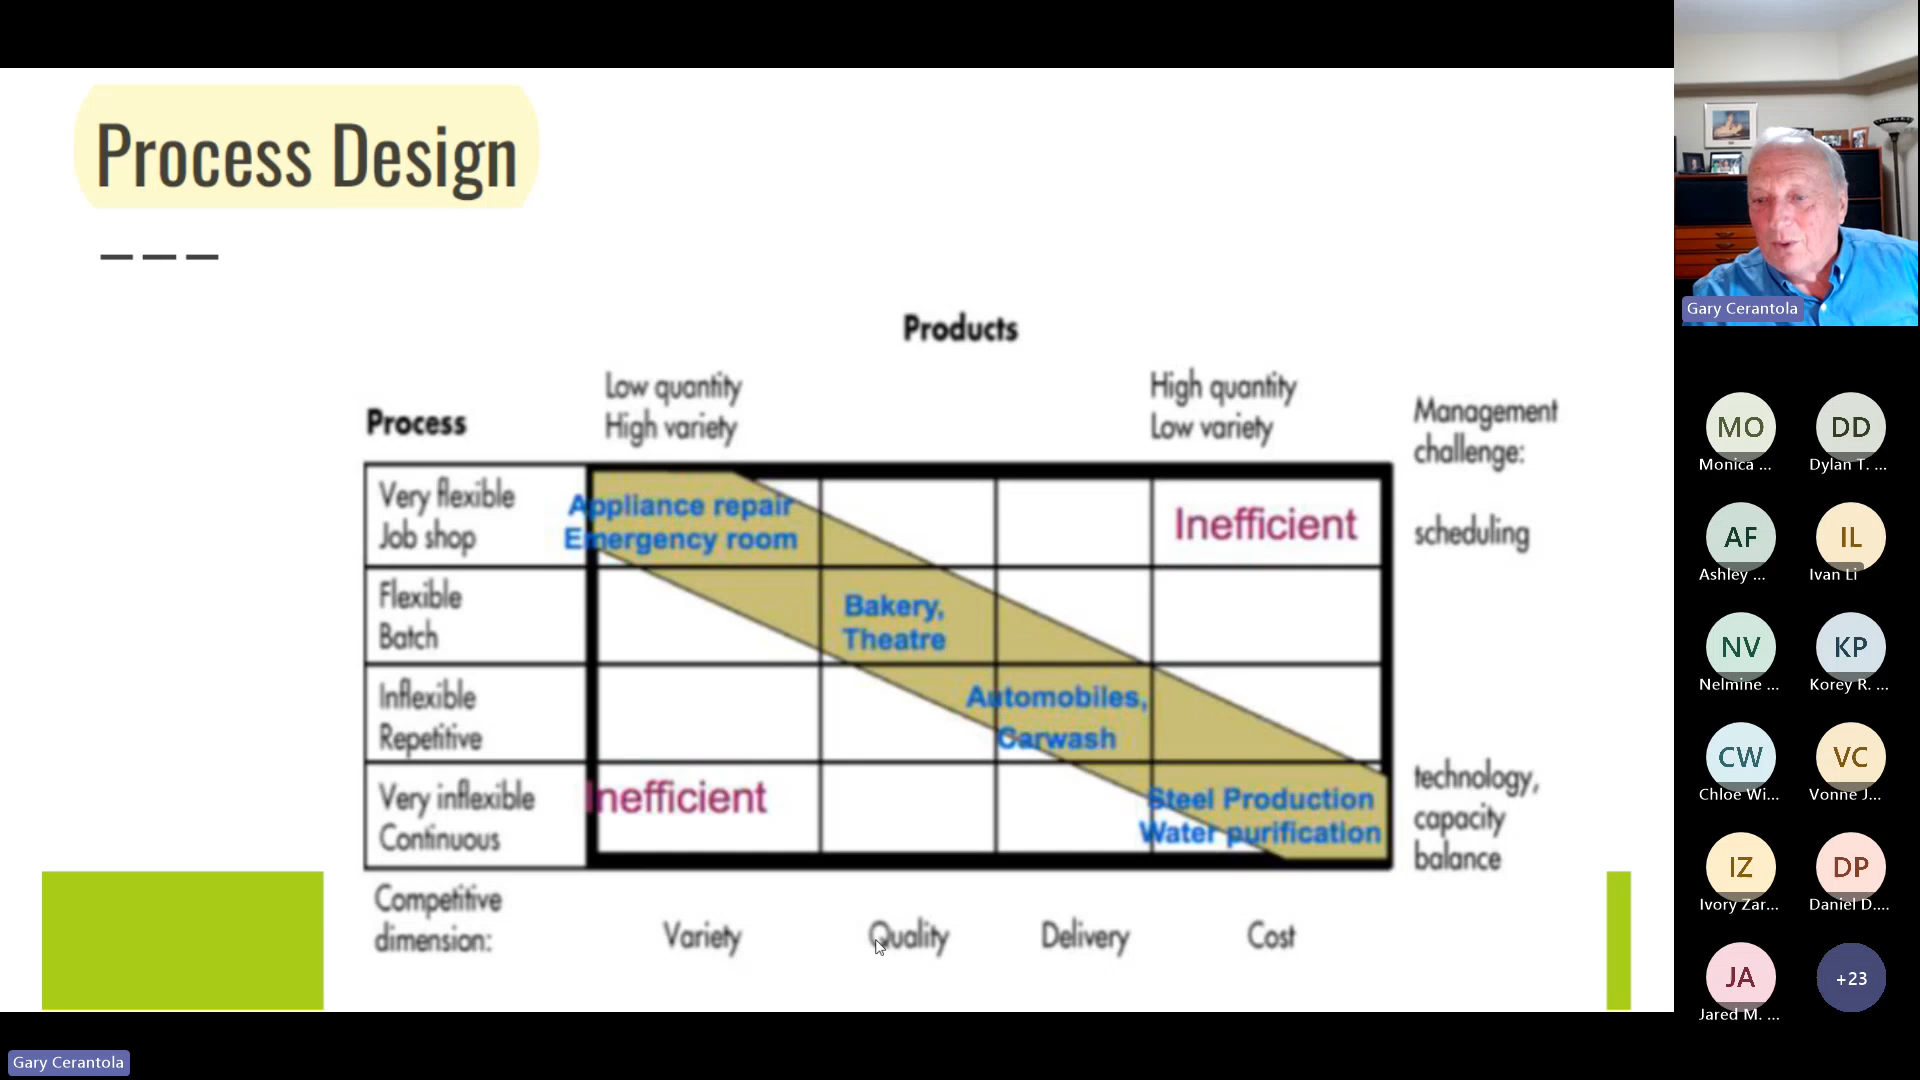 Process Design
Products
Low quantity
High variety
High quantity
Low variety
Process
Management
challenge:
Very flexible
Job shop
Appliance repair
Emergency room
Inefficient
scheduling
Flexible
Batch
Bakery,
Theatre
Inflexible
Repetitive
Automobiles,
Carwash
Very inflexible
Continuous
Inefficient
Steel Production
Water purification
technology,
capacity
balance
Competitive
dimension:
Variety
Quality
Delivery
Cost
Gary Cerantola
Gary Cerantola
MO
DD
Monica ...
Dylan T. ...
AF
IL
Ashley ...
Ivan Li
NV
KP
Nelmine ...
Korey R. ...
CW
VC
Chloe Wi...
Vonne J...
IZ
DP
Ivory Zar...
Daniel D....
JA
+23
Jared M. ...